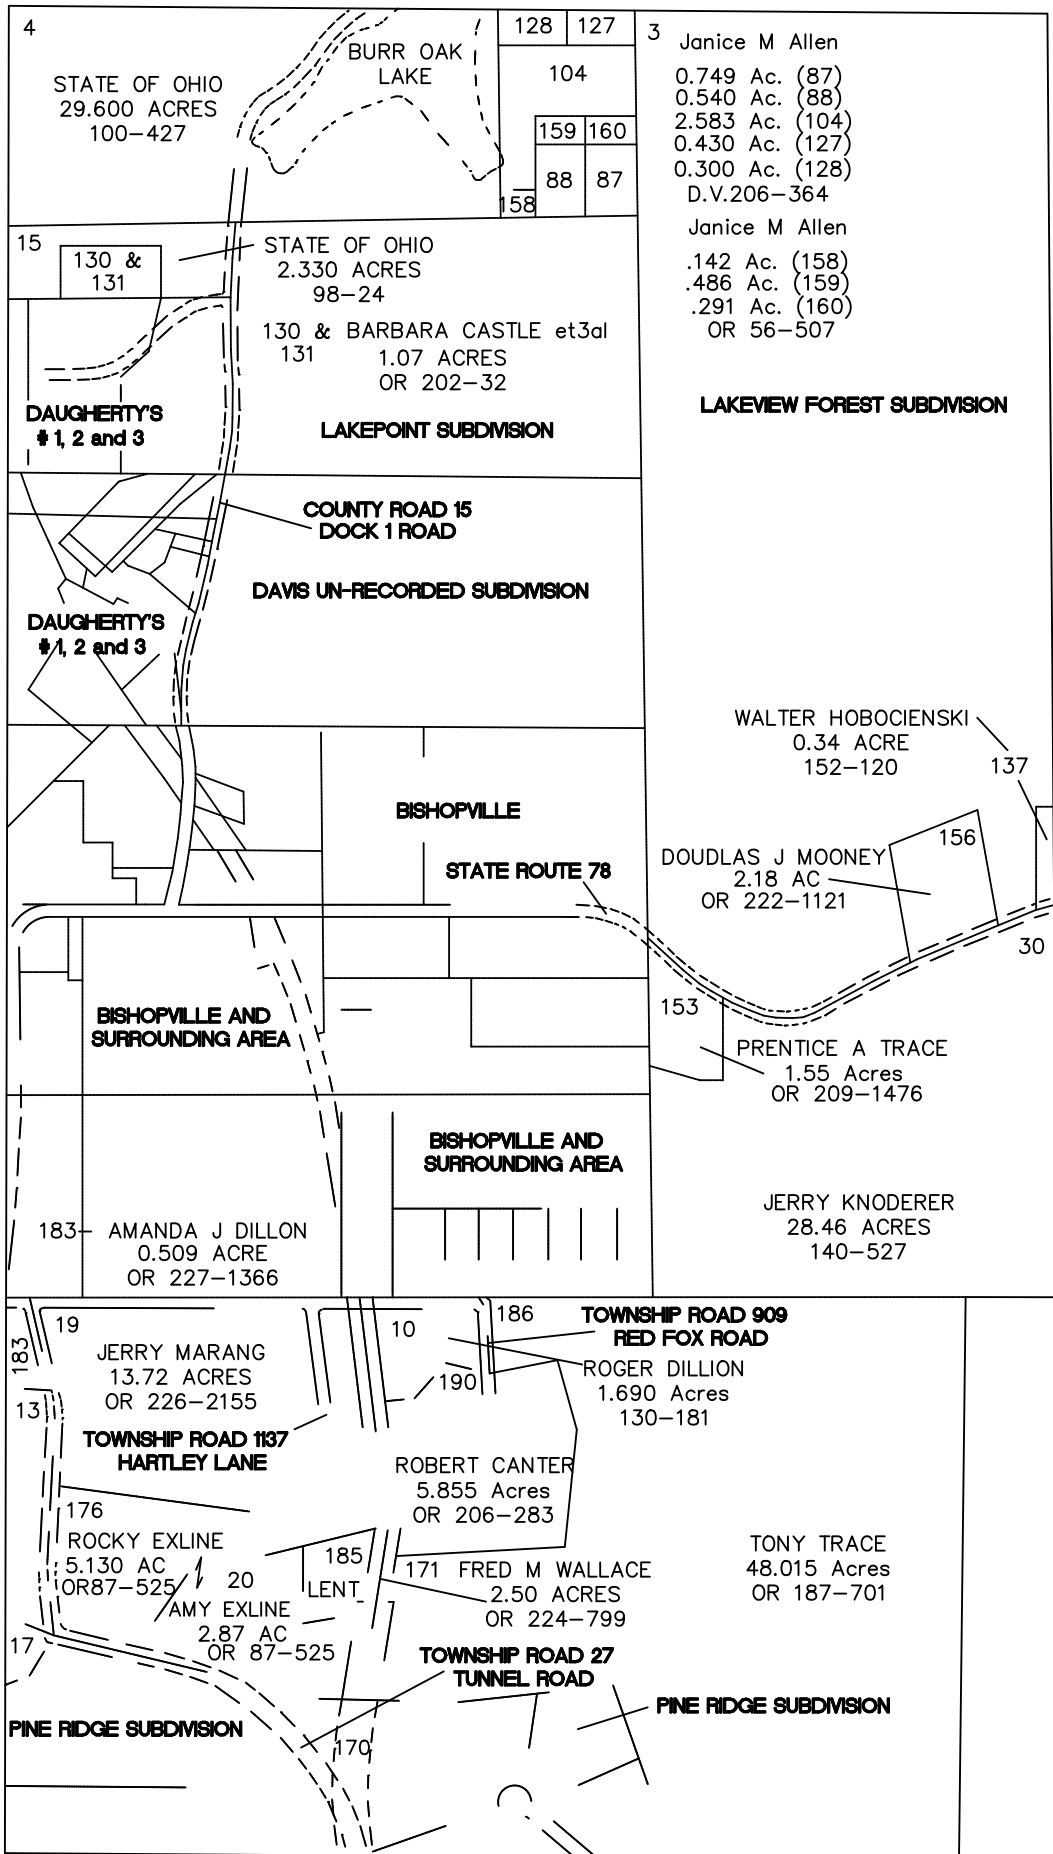 4
STATE OF OHIO
29.600 ACRES
100-427
BURR OAK
LAKE
128
127
104
159
160
88
87
158
3
Janice M Allen
0.749 Ac. (87)
0.540 Ac. (88)
2.583 Ac. (104)
0.430 Ac. (127)
0.300 Ac. (128)
D.V.206-364
Janice M Allen
.142 Ac. (158)
.486 Ac. (159)
.291 Ac. (160)
OR 56-507
15
130 &
131
STATE OF OHIO
2.330 ACRES
98-24
130 & BARBARA CASTLE et3al
131
1.07 ACRES
OR 202-32
DAUGHERTY'S
# 1, 2 and 3
LAKEPOINT SUBDIVISION
LAKEVIEW FOREST SUBDIVISION
COUNTY ROAD 15
DOCK 1 ROAD
DAVIS UN-RECORDED SUBDIVISION
DAUGHERTY'S
# 1, 2 and 3
WALTER HOBOCIENSKI
0.34 ACRE
152-120
137
BISHOPVILLE
156
DOUDLAS J MOONEY
2.18 AC
OR 222-1121
STATE ROUTE 78
30
BISHOPVILLE AND
SURROUNDING AREA
153
PRENTICE A TRACE
1.55 Acres
OR 209-1476
BISHOPVILLE AND
SURROUNDING AREA
183- AMANDA J DILLON
0.509 ACRE
OR 227-1366
JERRY KNODERER
28.46 ACRES
140-527
183
19
JERRY MARANG
13.72 ACRES
OR 226-2155
10
186
TOWNSHIP ROAD 909
RED FOX ROAD
190
ROGER DILLION
1.690 Acres
130-181
13
TOWNSHIP ROAD 1137
HARTLEY LANE
ROBERT CANTER
5.855 Acres
OR 206-283
176
ROCKY EXLINE
5.130 AC
OR87-525
20
AMY EXLINE
2.87 AC
OR 87-525
185
LENT
171 FRED M WALLACE
2.50 ACRES
OR 224-799
TONY TRACE
48.015 Acres
OR 187-701
17
TOWNSHIP ROAD 27
TUNNEL ROAD
PINE RIDGE SUBDIVISION
PINE RIDGE SUBDIVISION
170